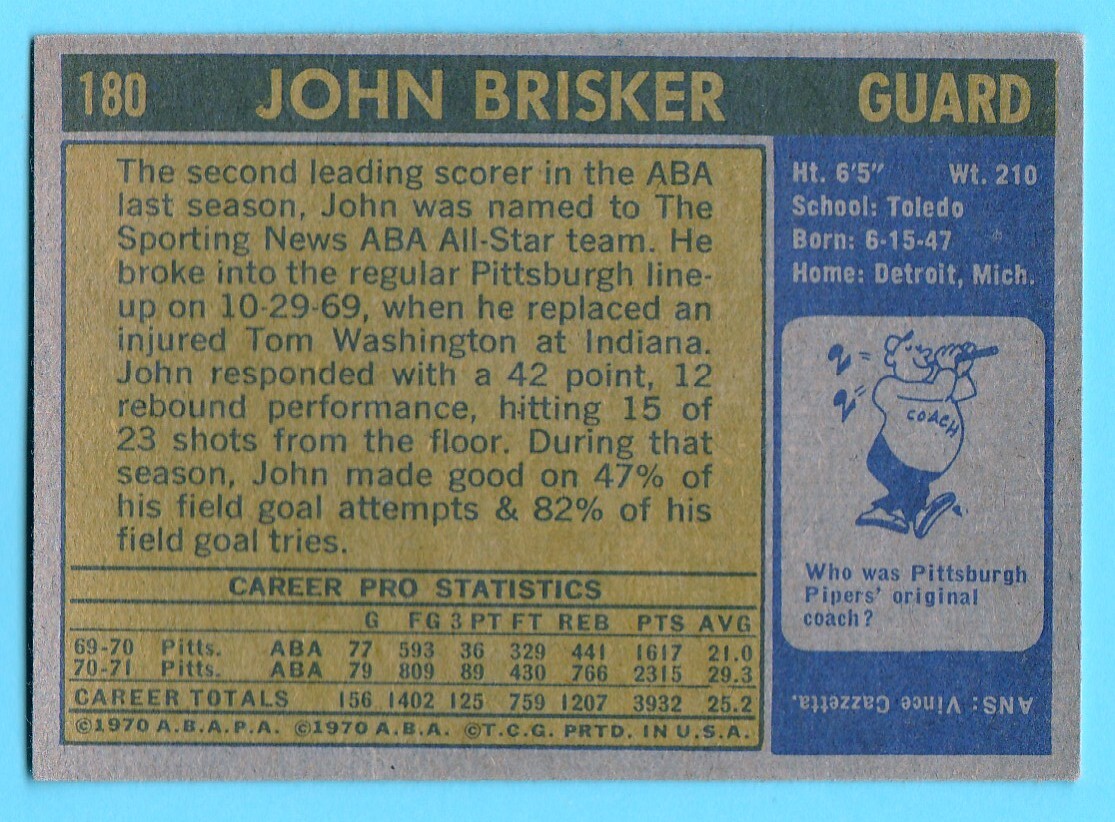 180 JOHN BRISKER GUARD
The second leading scorer in the ABA
last season, John was named to The
Sporting News ABA All-Star team. He
broke into the regular Pittsburgh line-
up on 10-29-69, when he replaced an
injured Tom Washington at Indiana.
John responded with a 42 point, 12
rebound performance, hitting 15 of
23 shots from the floor. During that
season, John made good on 47% of
his field goal attempts & 82% of his
field goal tries.
CAREER PRO STATISTICS
G FG 3 PT FT REB PTS AVG
69-70 Pitts. ABA 77 593 36 329 441 1617 21.0
70-71 Pitts. ABA 79 809 89 430 766 2315 29.3
CAREER TOTALS 156 1402 125 759 1207 3932 25.2
©1970 A.B.A.P.A. ©1970 A.B.A. ©T.C.G. PRTD. IN U.S.A.
Ht. 6'5" Wt. 210
School: Toledo
Born: 6-15-47
Home: Detroit, Mich.
2=
2=
COACH
Who was Pittsburgh
Pipers' original
coach?
ANS: Vince Cazzetta.